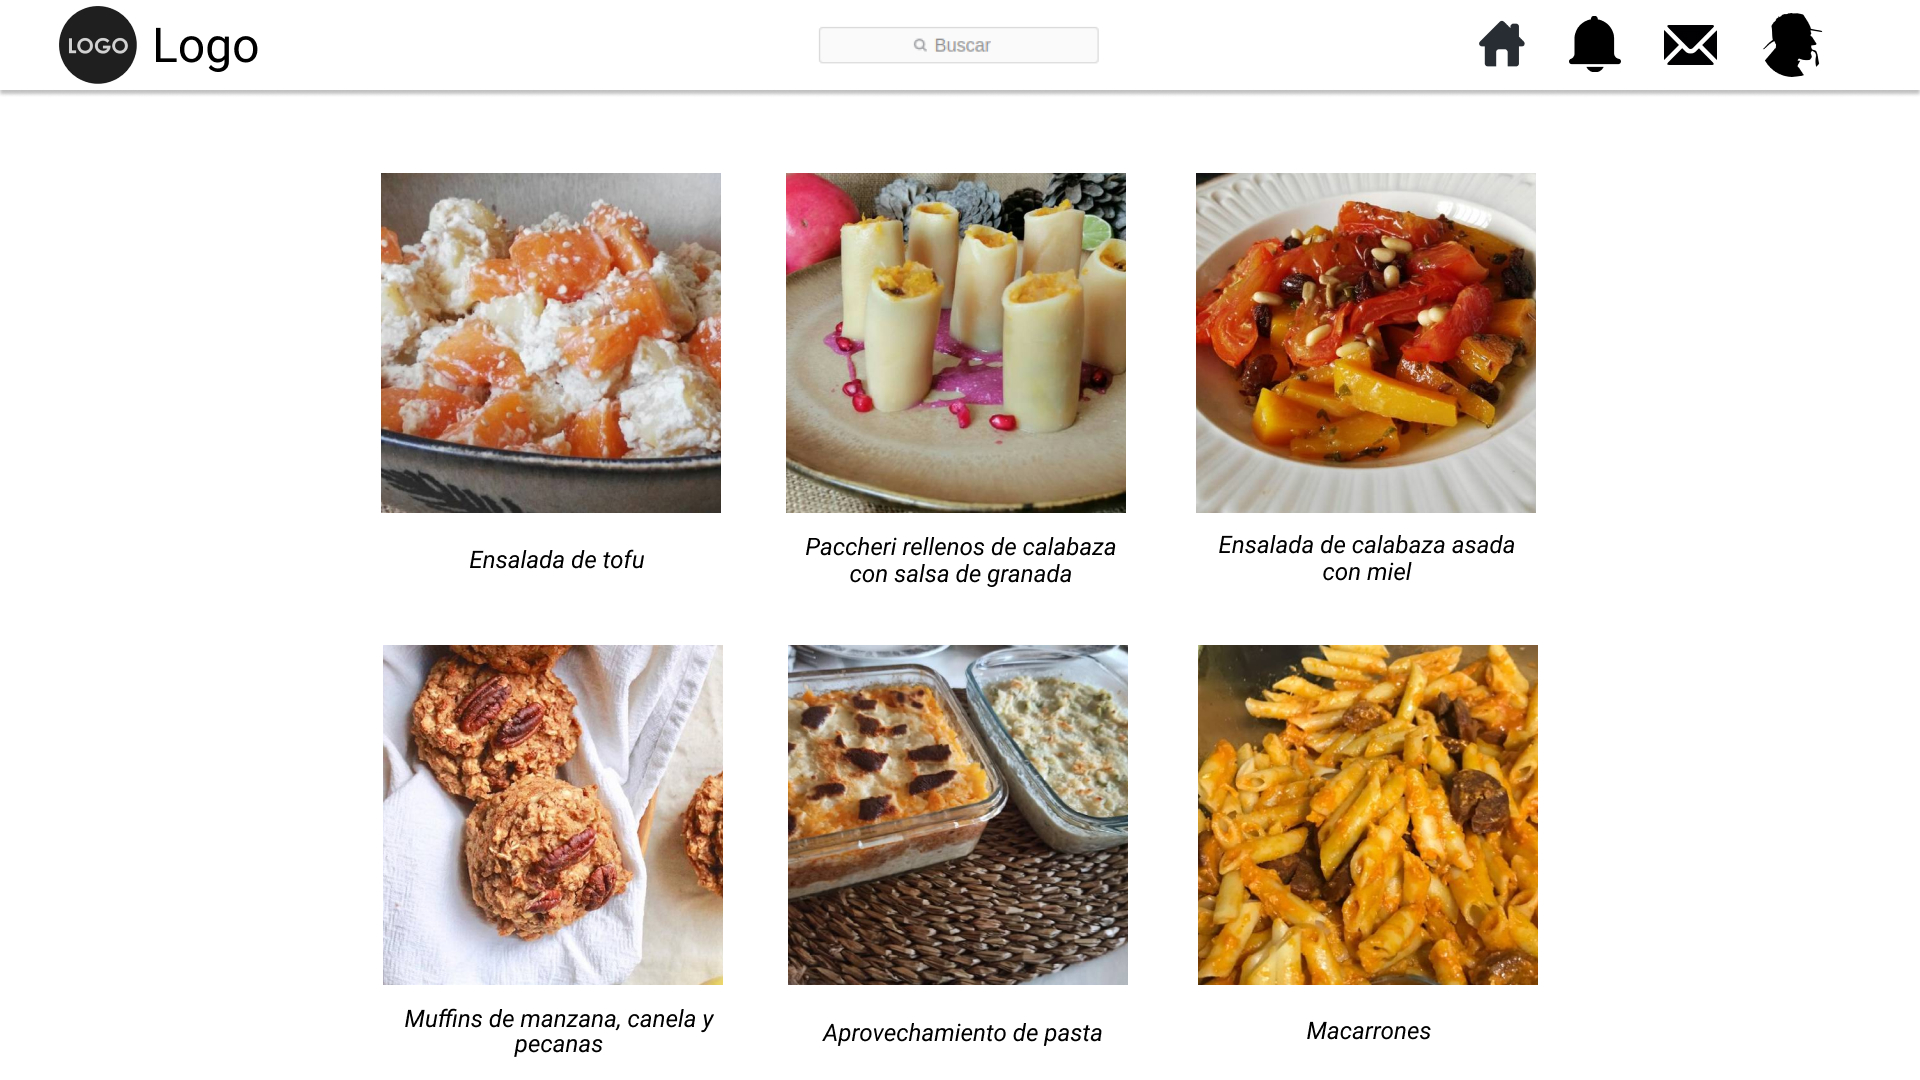 LOGO Logo
Buscar
Ensalada de tofu
Paccheri rellenos de calabaza
con salsa de granada
Ensalada de calabaza asada
con miel
Muffins de manzana, canela y
pecanas
Aprovechamiento de pasta
Macarrones